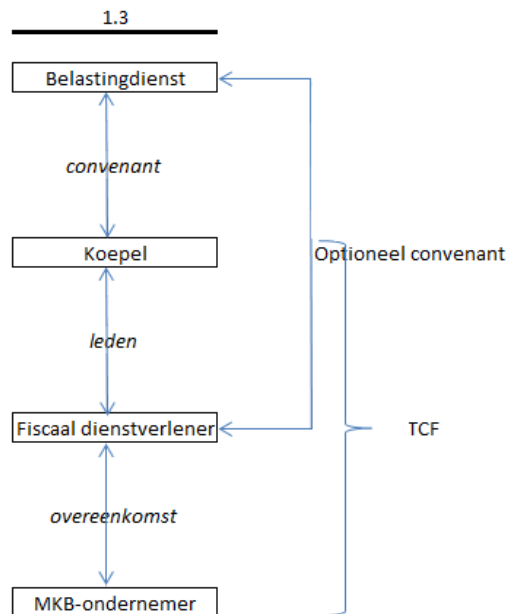 1.3
Belastingdienst
convenant
Koepel
Optioneel convenant
leden
Fiscaal dienstverlener
TCF
overeenkomst
MKB-ondernemer